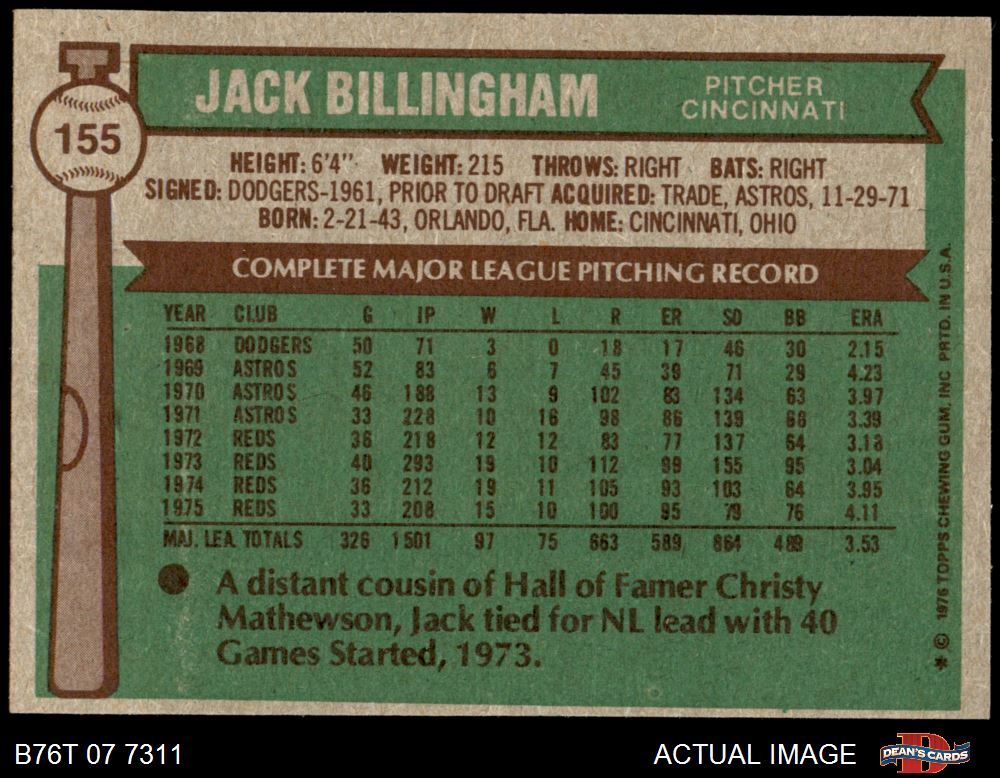 JACK BILLINGHAM
PITCHER
CINCINNATI
155
HEIGHT: 6'4" WEIGHT: 215 THROWS: RIGHT BATS: RIGHT
SIGNED: DODGERS-1961, PRIOR TO DRAFT ACQUIRED: TRADE, ASTROS, 11-29-71
BORN: 2-21-43, ORLANDO, FLA. HOME: CINCINNATI, OHIO
COMPLETE MAJOR LEAGUE PITCHING RECORD
YEAR CLUB G IP W L R ER SO BB ERA
1968 DODGERS 50 71 3 0 18 17 46 30 2.15
1969 ASTROS 52 83 6 7 45 39 71 29 4.23
1970 ASTROS 46 188 13 9 102 83 134 63 3.97
1971 ASTROS 33 228 10 16 98 86 139 68 3.39
1972 REDS 36 218 12 12 83 77 137 64 3.18
1973 REDS 40 293 19 10 112 99 155 95 3.04
1974 REDS 36 212 19 11 105 93 103 64 3.95
1975 REDS 33 208 15 10 100 95 79 76 4.11
MAJ. LEA. TOTALS 326 1501 97 75 663 589 864 489 3.53
A distant cousin of Hall of Famer Christy
Mathewson, Jack tied for NL lead with 40
Games Started, 1973.
* © 1976 TOPPS CHEWING GUM, INC PRTD. IN U.S.A.
B76T 07 7311
ACTUAL IMAGE
DEAN'S CARDS